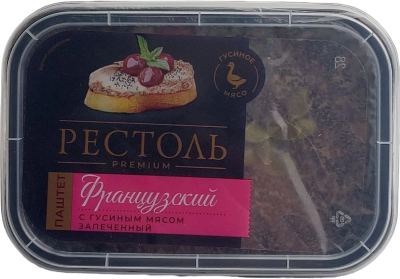 ГУСИНОЕ
МЯСО
РЕСТОЛЬ
PREMIUM
ПАШТЕТ
Французский
С ГУСИНЫМ МЯСОМ
ЗАПЕЧЕННЫЙ